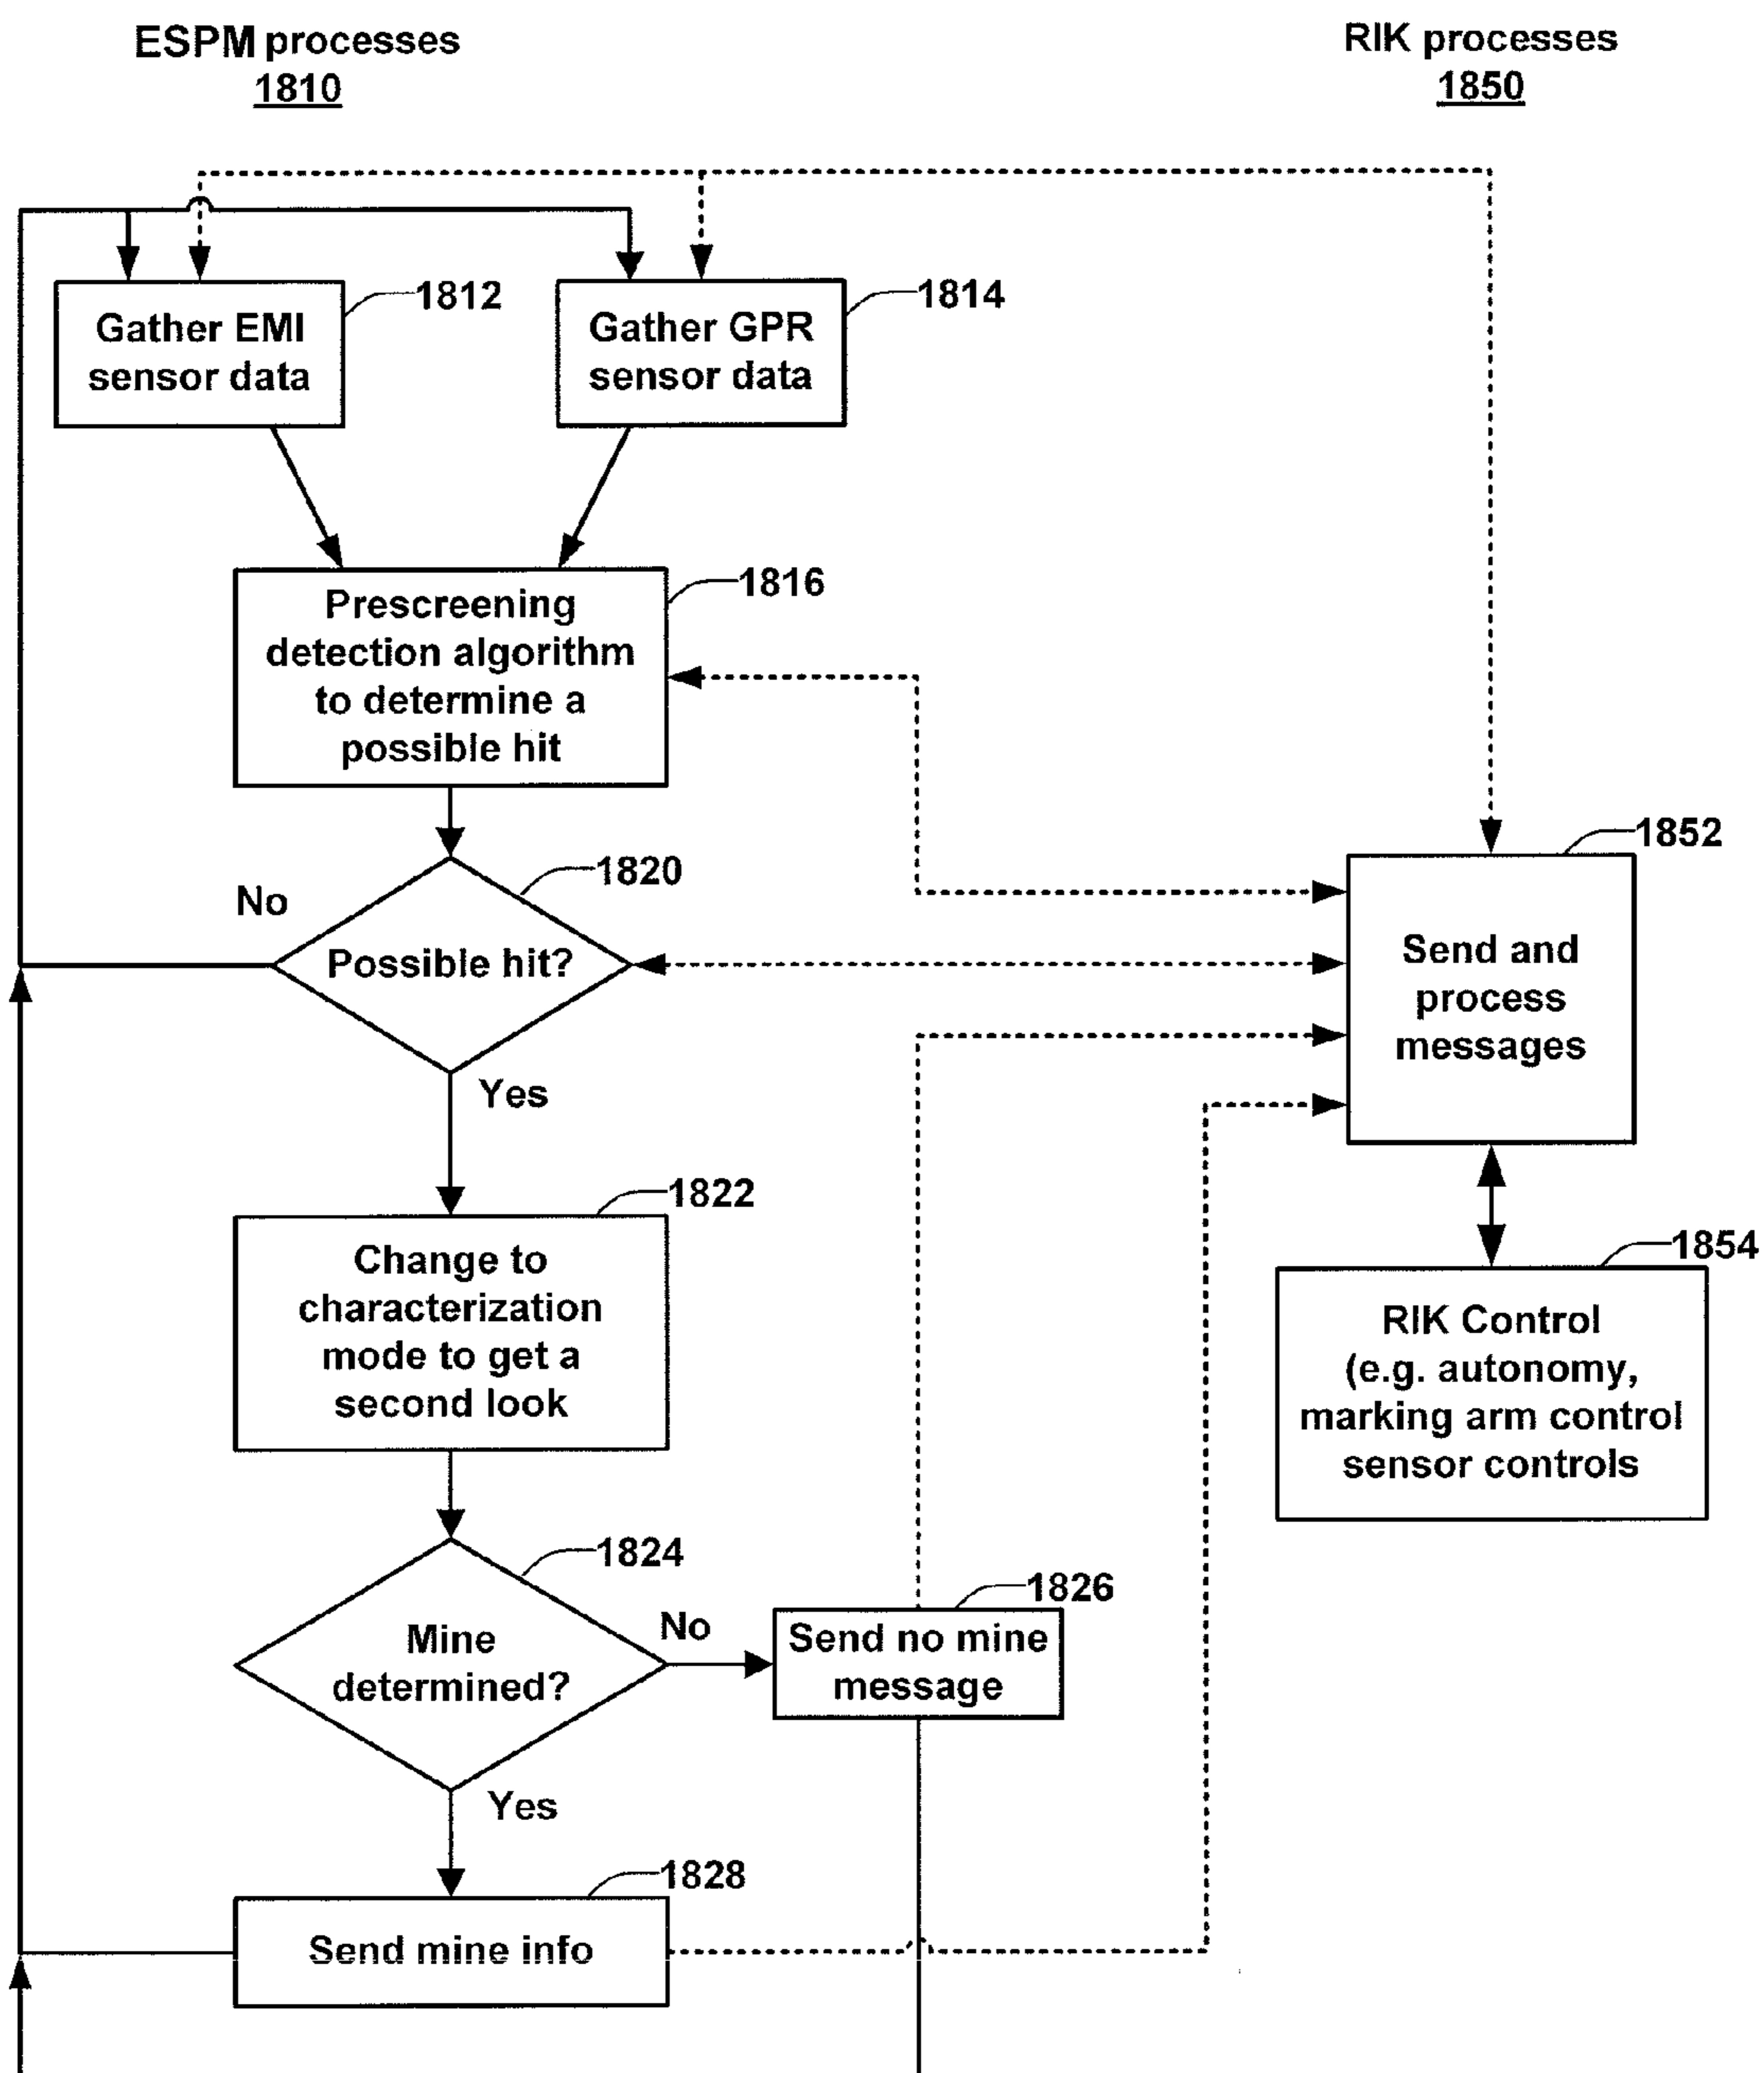 ESPM processes
1810
RIK processes
1850
1812
Gather EMI
sensor data
1814
Gather GPR
sensor data
1816
Prescreening
detection algorithm
to determine a
possible hit
1820
No
Possible hit?
Yes
1852
Send and
process
messages
1822
Change to
characterization
mode to get a
second look
1854
RIK Control
(e.g. autonomy,
marking arm control
sensor controls
1824
Mine
determined?
No
1826
Send no mine
message
Yes
1828
Send mine info